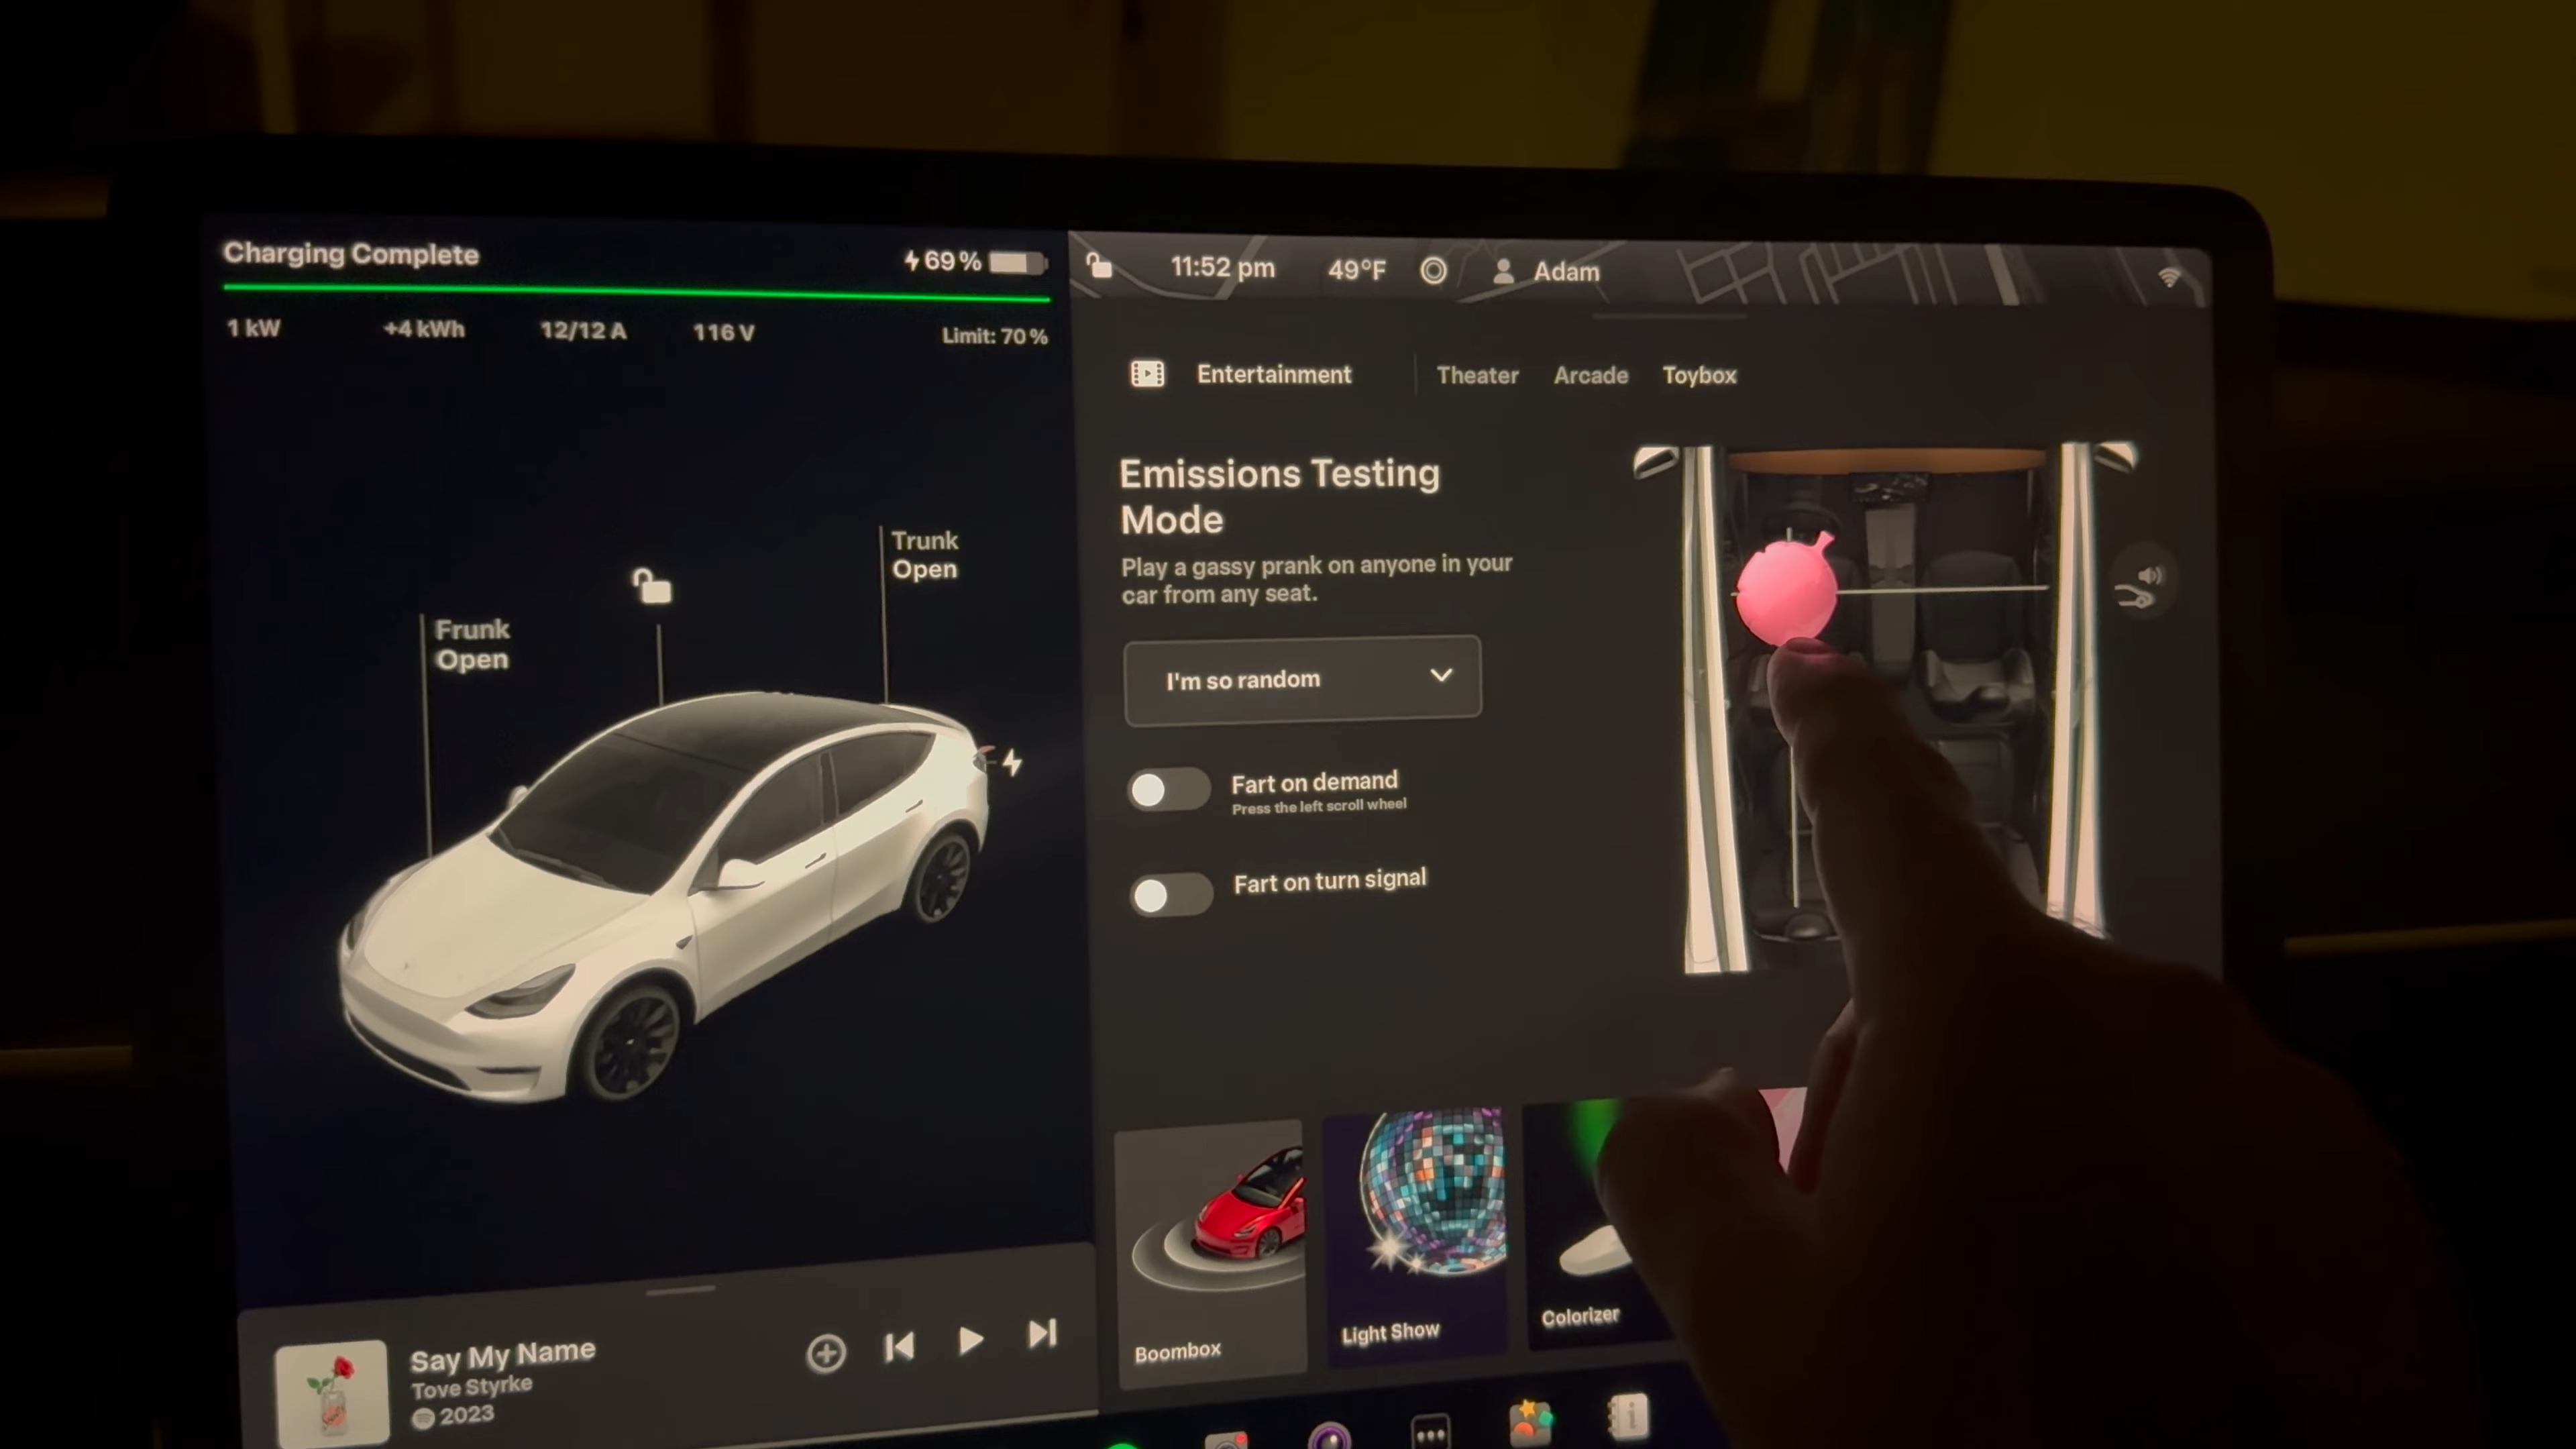 Charging Complete
69%
1 kW
+4 kWh
12/12 A
116 V
Limit: 70%
Frunk
Open
Trunk
Open
Say My Name
Tove Styrke
2023
11:52 pm
49°F
Adam
Entertainment
Theater
Arcade
Toybox
Emissions Testing
Mode
Play a gassy prank on anyone in your
car from any seat.
I'm so random
Fart on demand
Press the left scroll wheel
Fart on turn signal
Boombox
Light Show
Colorizer